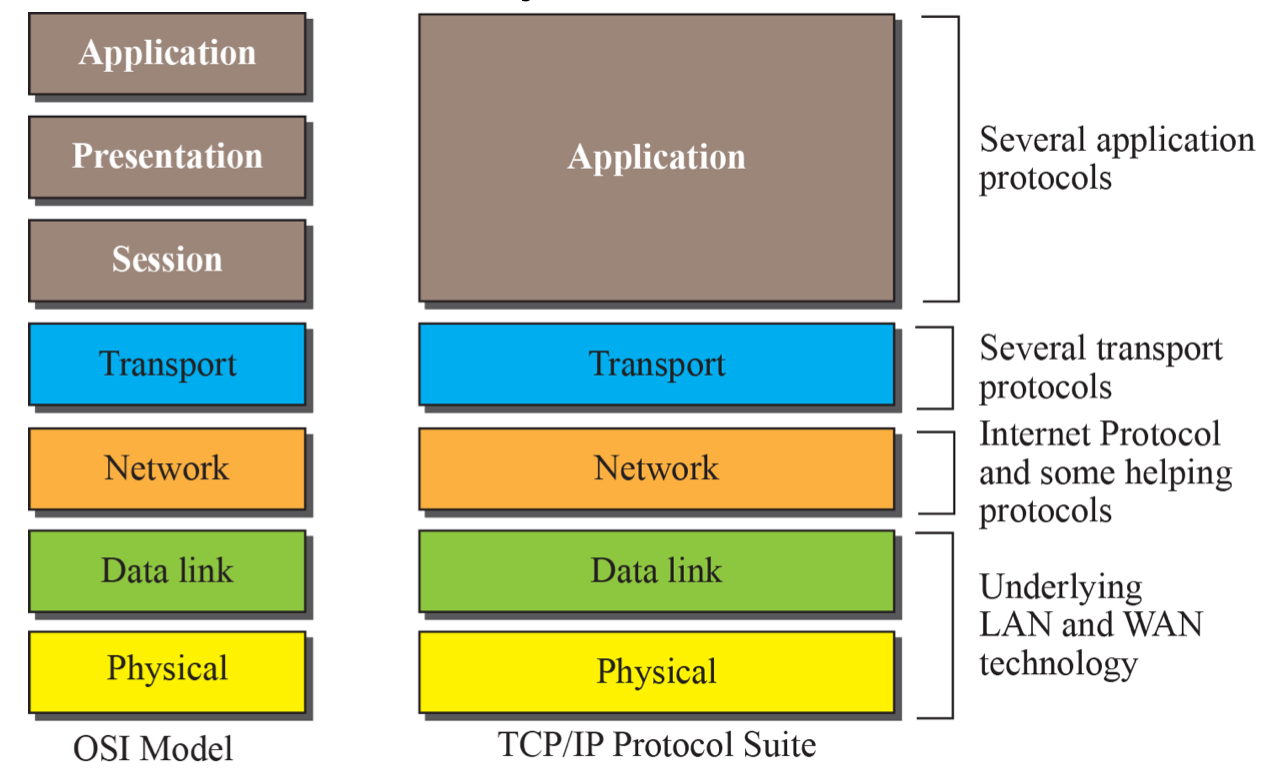 Application
Presentation
Session
Transport
Network
Data link
Physical
OSI Model
Application
Transport
Network
Data link
Physical
TCP/IP Protocol Suite
Several application
protocols
Several transport
protocols
Internet Protocol
and some helping
protocols
Underlying
LAN and WAN
technology